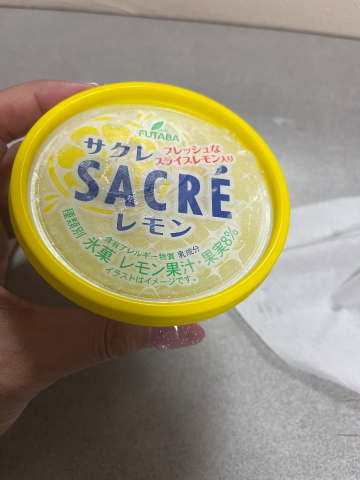 FUTABA
サクレ
フレッシュな
スライスレモン入り
SACRÉ
レモン
含有アレルギー物質 乳成分
種類別 氷菓 レモン果汁・果実8%
イラストはイメージです。